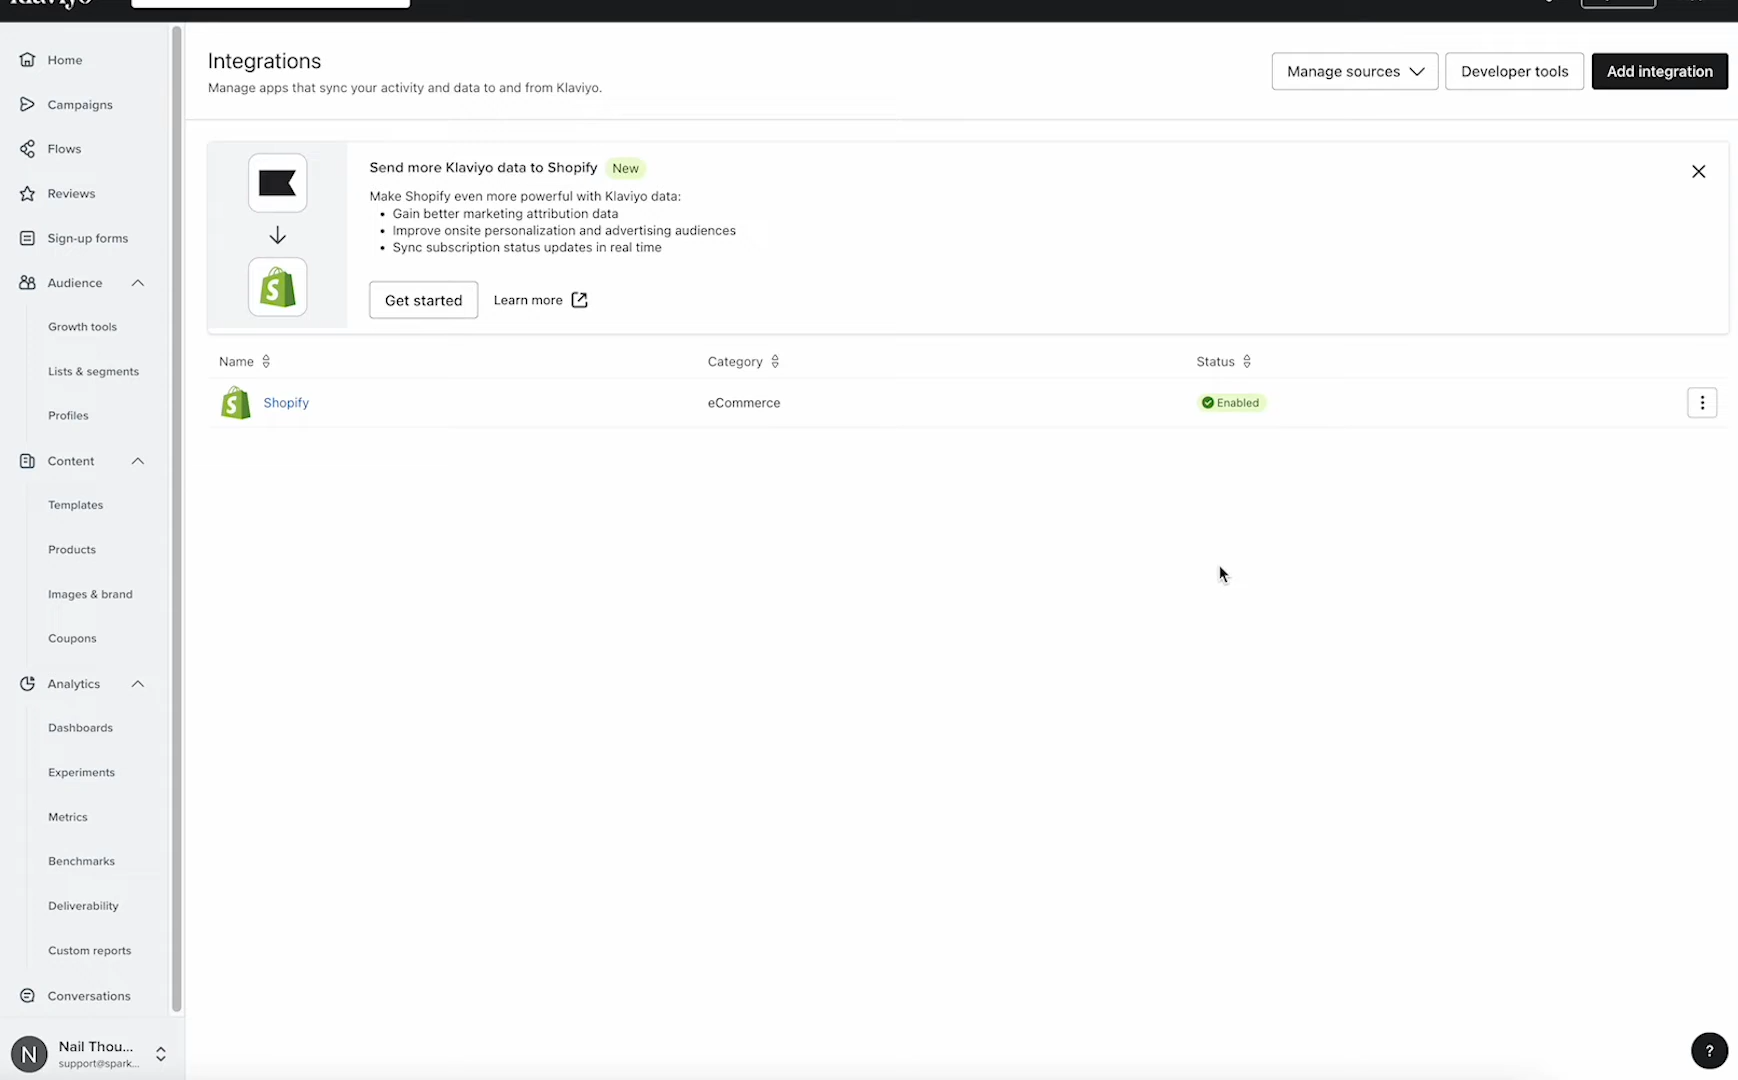 Klaviyo
Home
Campaigns
Flows
Reviews
Sign-up forms
Audience
Growth tools
Lists & segments
Profiles
Content
Templates
Products
Images & brand
Coupons
Analytics
Dashboards
Experiments
Metrics
Benchmarks
Deliverability
Custom reports
Conversations
N
Nail Thou...
support@spark...
Integrations
Manage apps that sync your activity and data to and from Klaviyo.
Manage sources
Developer tools
Add integration
Send more Klaviyo data to Shopify New
Make Shopify even more powerful with Klaviyo data:
• Gain better marketing attribution data
• Improve onsite personalization and advertising audiences
• Sync subscription status updates in real time
Get started
Learn more
Name Category Status
Shopify eCommerce Enabled
?